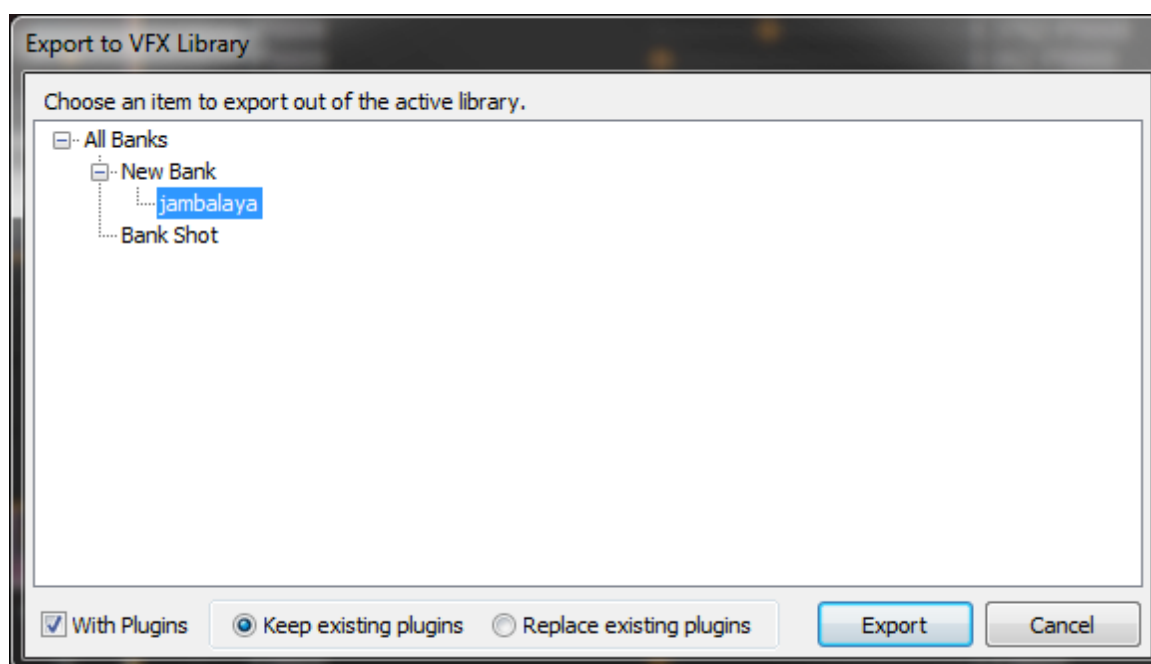 Export to VFX Library
Choose an item to export out of the active library.
All Banks
New Bank
jambalaya
Bank Shot
With Plugins Keep existing plugins Replace existing plugins Export Cancel